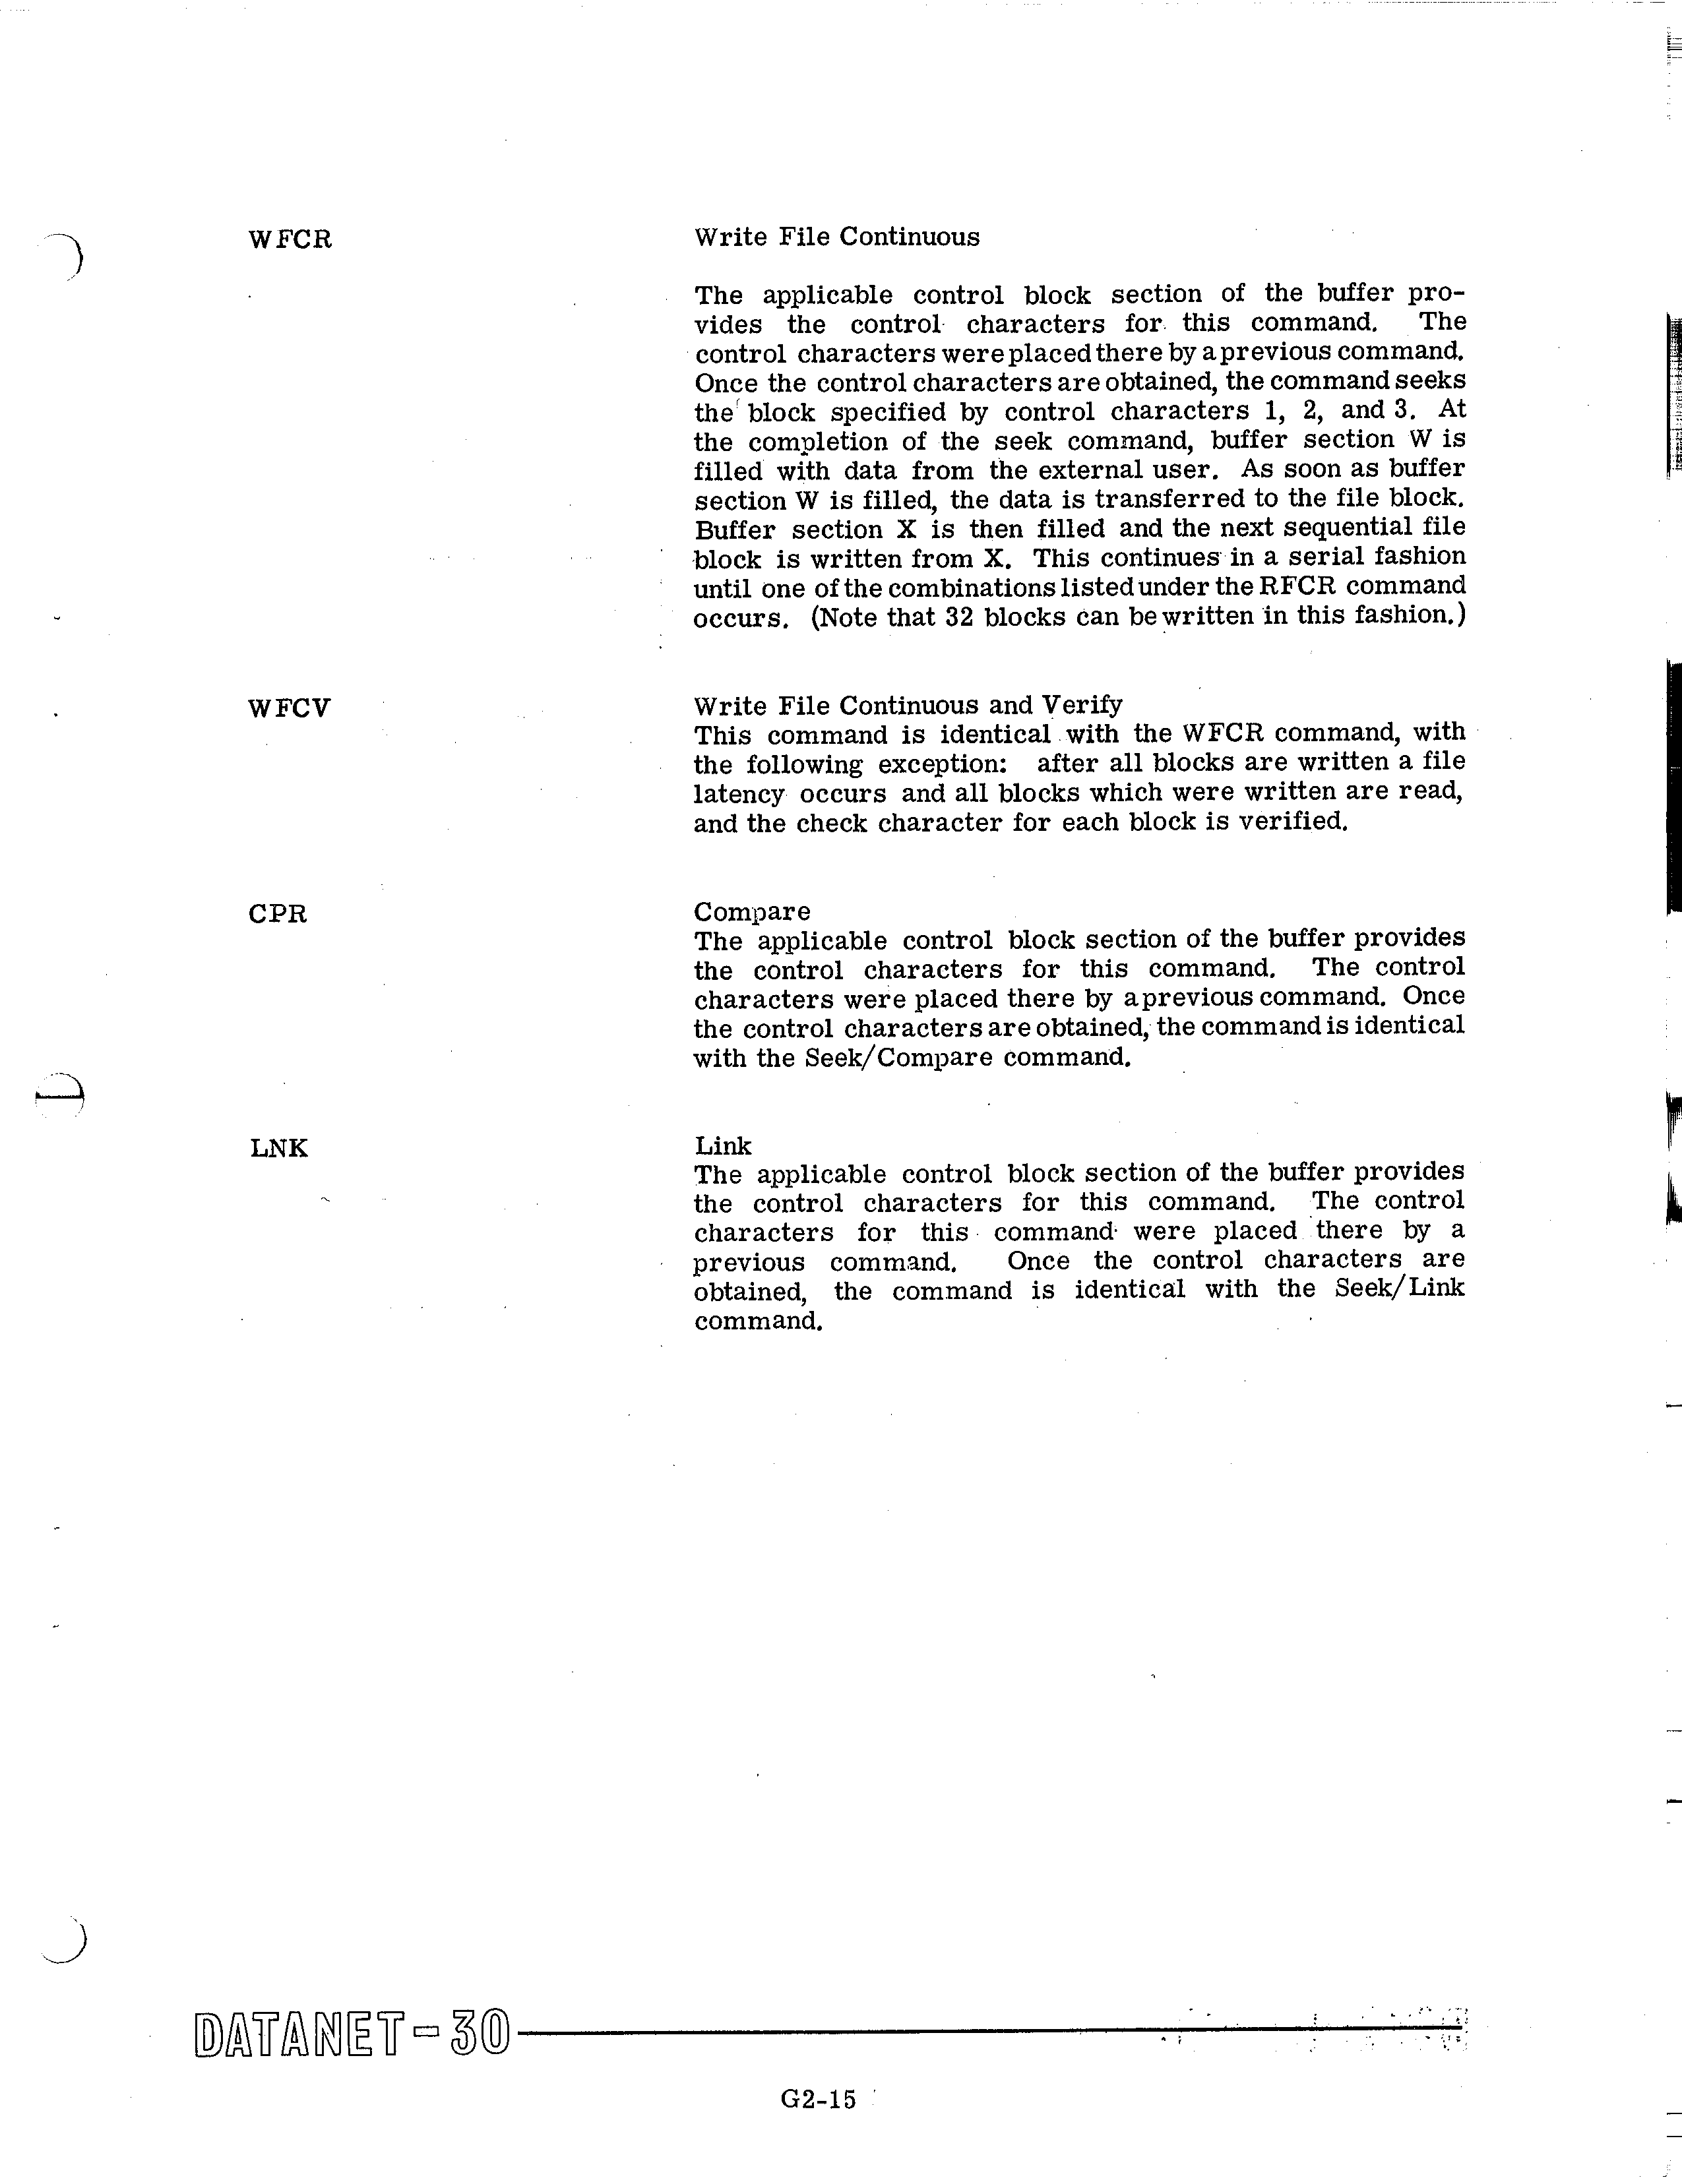 WFCR Write File Continuous
The applicable control block section of the buffer pro-
vides the control characters for this command. The
control characters were placed there by a previous command.
Once the control characters are obtained, the command seeks
the block specified by control characters 1, 2, and 3. At
the completion of the seek command, buffer section W is
filled with data from the external user. As soon as buffer
section W is filled, the data is transferred to the file block.
Buffer section X is then filled and the next sequential file
block is written from X. This continues in a serial fashion
until one of the combinations listed under the RFCR command
occurs. (Note that 32 blocks can be written in this fashion.)
WFCV Write File Continuous and Verify
This command is identical with the WFCR command, with
the following exception: after all blocks are written a file
latency occurs and all blocks which were written are read,
and the check character for each block is verified.
CPR Compare
The applicable control block section of the buffer provides
the control characters for this command. The control
characters were placed there by a previous command. Once
the control characters are obtained, the command is identical
with the Seek/Compare command.
LNK Link
The applicable control block section of the buffer provides
the control characters for this command. The control
characters for this command were placed there by a
previous command. Once the control characters are
obtained, the command is identical with the Seek/Link
command.
DATANET-30
G2-15